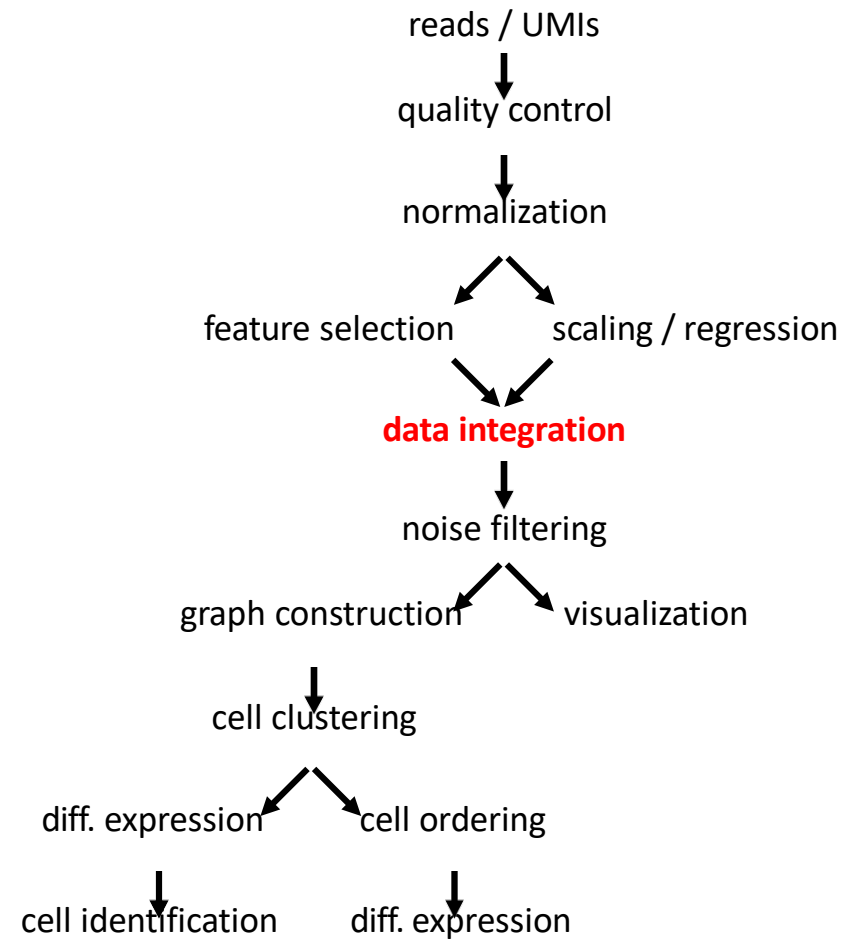 reads / UMIs
quality control
normalization
feature selection
scaling / regression
data integration
noise filtering
graph construction
visualization
cell clustering
diff. expression
cell ordering
cell identification
diff. expression